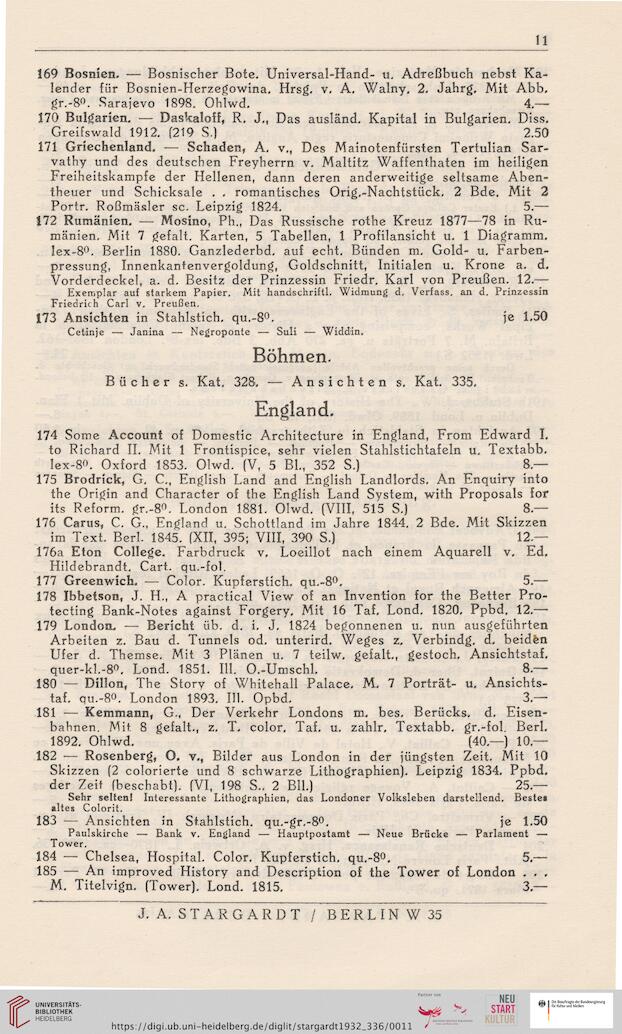 11
169 Bosnien. — Bosnischer Bote. Universal-Hand- u. Adreßbuch nebst Ka-
lender für Bosnien-Herzegowina. Hrsg. v. A. Walny. 2. Jahrg. Mit Abb.
gr.-8⁰. Sarajevo 1898. Ohlwd. 4.—
170 Bulgarien. — Daskaloff, R. J., Das ausländ. Kapital in Bulgarien. Diss.
Greifswald 1912. (219 S.) 2.50
171 Griechenland. — Schaden, A. v., Des Mainotenfürsten Tertulian Sar-
vathy und des deutschen Freyherrn v. Maltitz Waffenthaten im heiligen
Freiheitskampfe der Hellenen, dann deren anderweitige seltsame Aben-
theuer und Schicksale . . romantisches Orig.-Nachtstück. 2 Bde. Mit 2
Portr. Roßmäsler sc. Leipzig 1824. 5.—
172 Rumänien. — Mosino, Ph., Das Russische rothe Kreuz 1877—78 in Ru-
mänien. Mit 7 gefalt. Karten, 5 Tabellen, 1 Profilansicht u. 1 Diagramm.
lex-8⁰. Berlin 1880. Ganzlederbd. auf echt. Bünden m. Gold- u. Farben-
pressung, Innenkantenvergoldung, Goldschnitt, Initialen u. Krone a. d.
Vorderdeckel, a. d. Besitz der Prinzessin Friedr. Karl von Preußen. 12.—
Exemplar auf starkem Papier. Mit handschriftl. Widmung d. Verfass. an d. Prinzessin
Friedrich Carl v. Preußen.
173 Ansichten in Stahlstich. qu.-8⁰. je 1.50
Cetinje — Janina — Negroponte — Suli — Widdin.
Böhmen.
Bücher s. Kat. 328. — Ansichten s. Kat. 335.
England.
174 Some Account of Domestic Architecture in England, From Edward I.
to Richard II. Mit 1 Frontispice, sehr vielen Stahlstichtafeln u. Textabb.
lex-8⁰. Oxford 1853. Olwd. (V, 5 Bl., 352 S.) 8.—
175 Brodrick, G. C., English Land and English Landlords. An Enquiry into
the Origin and Character of the English Land System, with Proposals for
its Reform. gr.-8⁰. London 1881. Olwd. (VIII, 515 S.) 8.—
176 Carus, C. G., England u. Schottland im Jahre 1844. 2 Bde. Mit Skizzen
im Text. Berl. 1845. (XII, 395; VIII, 390 S.) 12.—
176a Eton College. Farbdruck v. Loeillot nach einem Aquarell v. Ed.
Hildebrandt. Cart. qu.-fol.
177 Greenwich. — Color. Kupferstich. qu.-8⁰. 5.—
178 Ibbetson, J. H., A practical View of an Invention for the Better Pro-
tecting Bank-Notes against Forgery. Mit 16 Taf. Lond. 1820. Ppbd. 12.—
179 London. — Bericht üb. d. i. J. 1824 begonnenen u. nun ausgeführten
Arbeiten z. Bau d. Tunnels od. unterird. Weges z. Verbindg. d. beiden
Ufer d. Themse. Mit 3 Plänen u. 7 teilw. gefalt., gestoch. Ansichtstaf.
quer-kl.-8⁰. Lond. 1851. Ill. O.-Umschl. 8.—
180 — Dillon, The Story of Whitehall Palace. M. 7 Porträt- u. Ansichts-
taf. qu.-8⁰. London 1893. Ill. Opbd. 3.—
181 — Kemmann, G., Der Verkehr Londons m. bes. Berücks. d. Eisen-
bahnen. Mit 8 gefalt., z. T. color. Taf. u. zahlr. Textabb. gr.-fol. Berl.
1892. Ohlwd. (40.—) 10.—
182 — Rosenberg, O. v., Bilder aus London in der jüngsten Zeit. Mit 10
Skizzen (2 colorierte und 8 schwarze Lithographien). Leipzig 1834. Ppbd.
der Zeit (beschabt). (VI, 198 S., 2 Bll.) 25.—
Sehr selten! Interessante Lithographien, das Londoner Volksleben darstellend. Bestes
altes Colorit.
183 — Ansichten in Stahlstich. qu.-gr.-8⁰. je 1.50
Paulskirche — Bank v. England — Hauptpostamt — Neue Brücke — Parlament —
Tower.
184 — Chelsea, Hospital. Color. Kupferstich. qu.-8⁰. 5.—
185 — An improved History and Description of the Tower of London . . .
M. Titelvign. (Tower). Lond. 1815. 3.—
J. A. STARGARDT / BERLIN W 35
UNIVERSITÄTS-
BIBLIOTHEK
HEIDELBERG
https://digi.ub.uni-heidelberg.de/diglit/stargardt1932_336/0011
Partner von
NEU
START
KULTUR